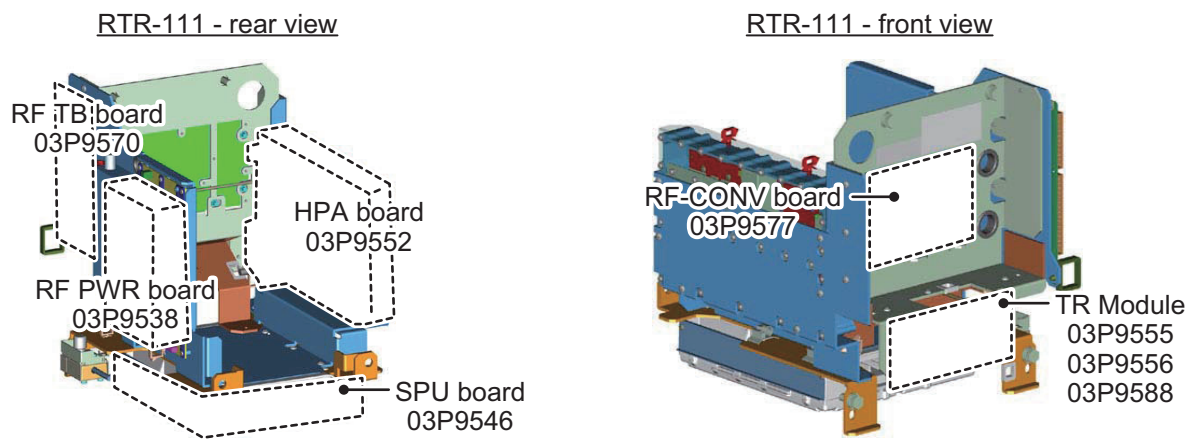 RTR-111 - rear view
RF TB board
03P9570
HPA board
03P9552
RF PWR board
03P9538
SPU board
03P9546
RTR-111 - front view
RF-CONV board
03P9577
TR Module
03P9555
03P9556
03P9588